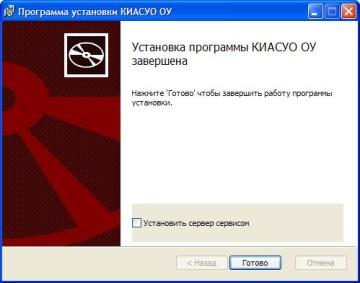 Программа установки КИАСУО ОУ
Установка программы КИАСУО ОУ
завершена
Нажмите 'Готово' чтобы завершить работу программы
установки.
Установить сервер сервисом
< Назад
Готово
Отмена